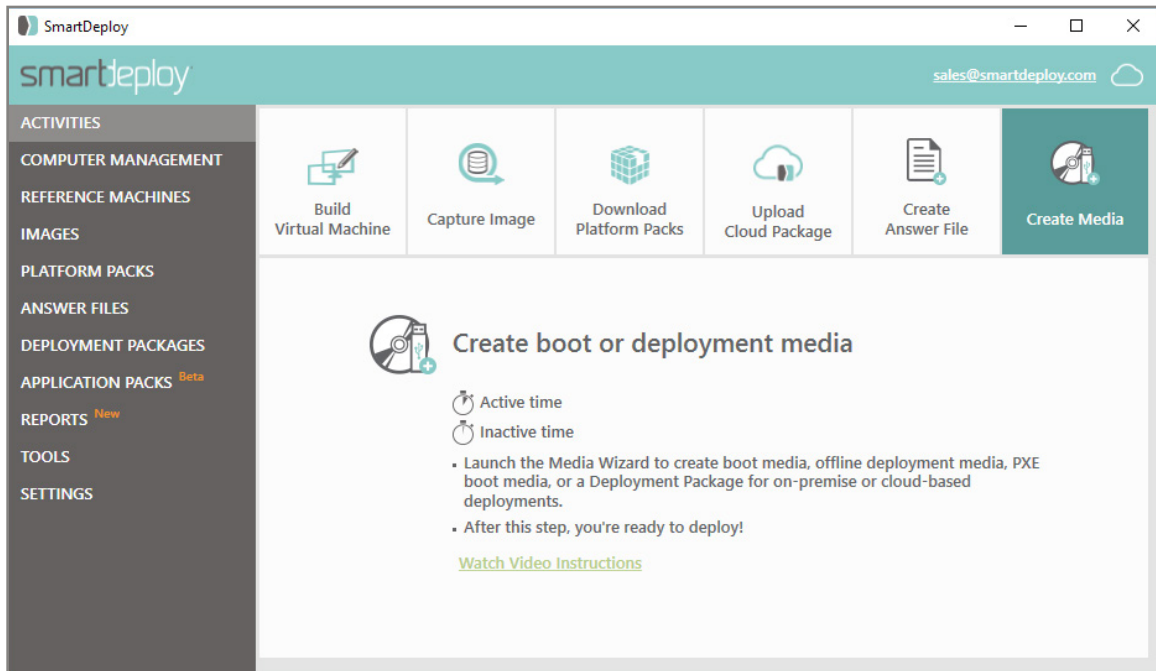 SmartDeploy
smartdeploy
sales@smartdeploy.com
ACTIVITIES
COMPUTER MANAGEMENT
REFERENCE MACHINES
IMAGES
PLATFORM PACKS
ANSWER FILES
DEPLOYMENT PACKAGES
APPLICATION PACKS Beta
REPORTS New
TOOLS
SETTINGS
Build
Virtual Machine
Capture Image
Download
Platform Packs
Upload
Cloud Package
Create
Answer File
Create Media
Create boot or deployment media
Active time
Inactive time
▪ Launch the Media Wizard to create boot media, offline deployment media, PXE
boot media, or a Deployment Package for on-premise or cloud-based
deployments.
▪ After this step, you're ready to deploy!
Watch Video Instructions